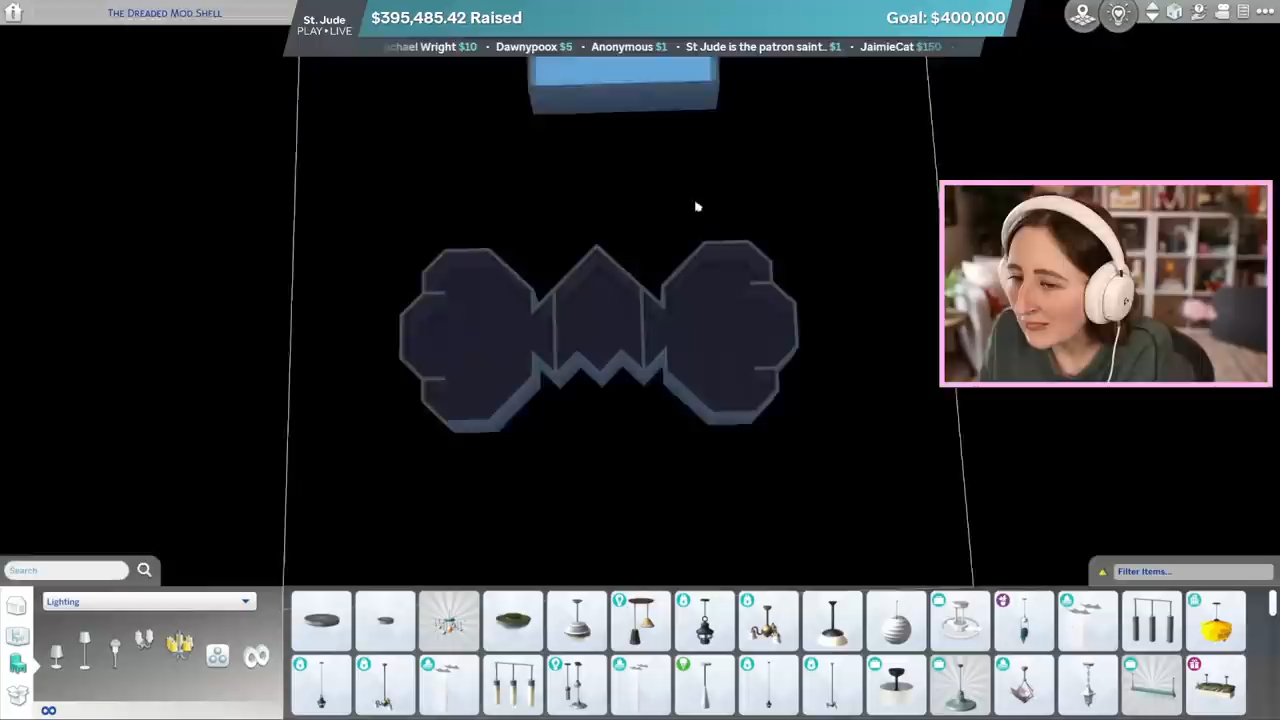 THE DREADED MOD SHELL
St. Jude
PLAY LIVE
$395,485.42 Raised
Goal: $400,000
chael Wright $10 • Dawnypoox $5 • Anonymous $1 • St Jude is the patron saint.. $1 • JaimieCat $150
Search
Filter Items...
Lighting